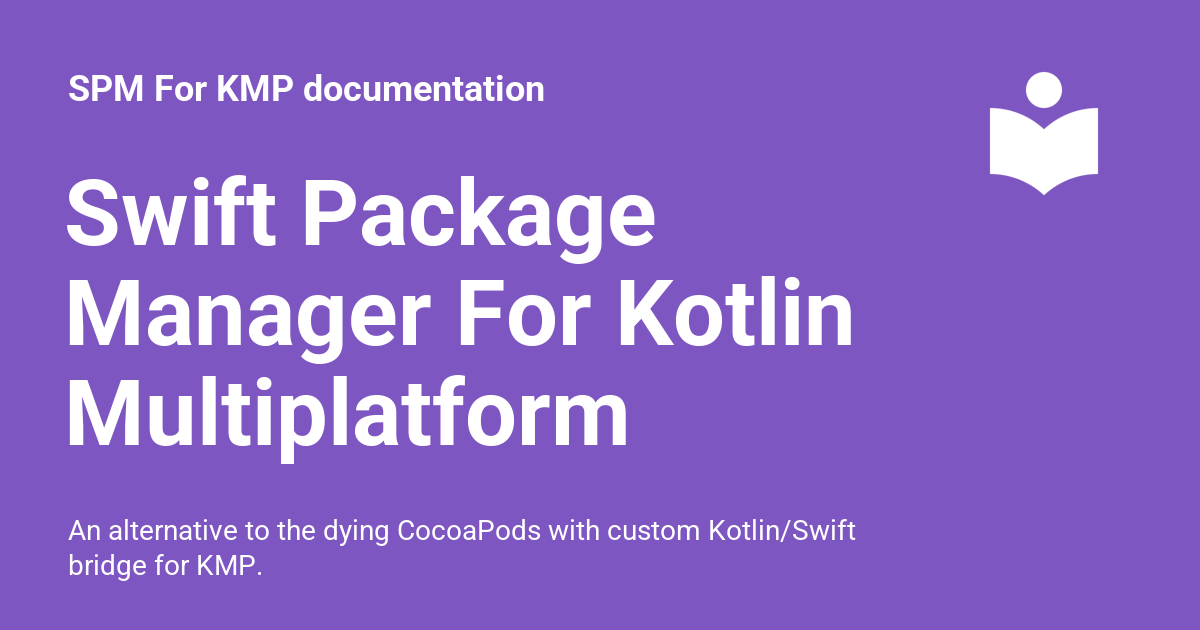 SPM For KMP documentation
Swift Package
Manager For Kotlin
Multiplatform
An alternative to the dying CocoaPods with custom Kotlin/Swift
bridge for KMP.